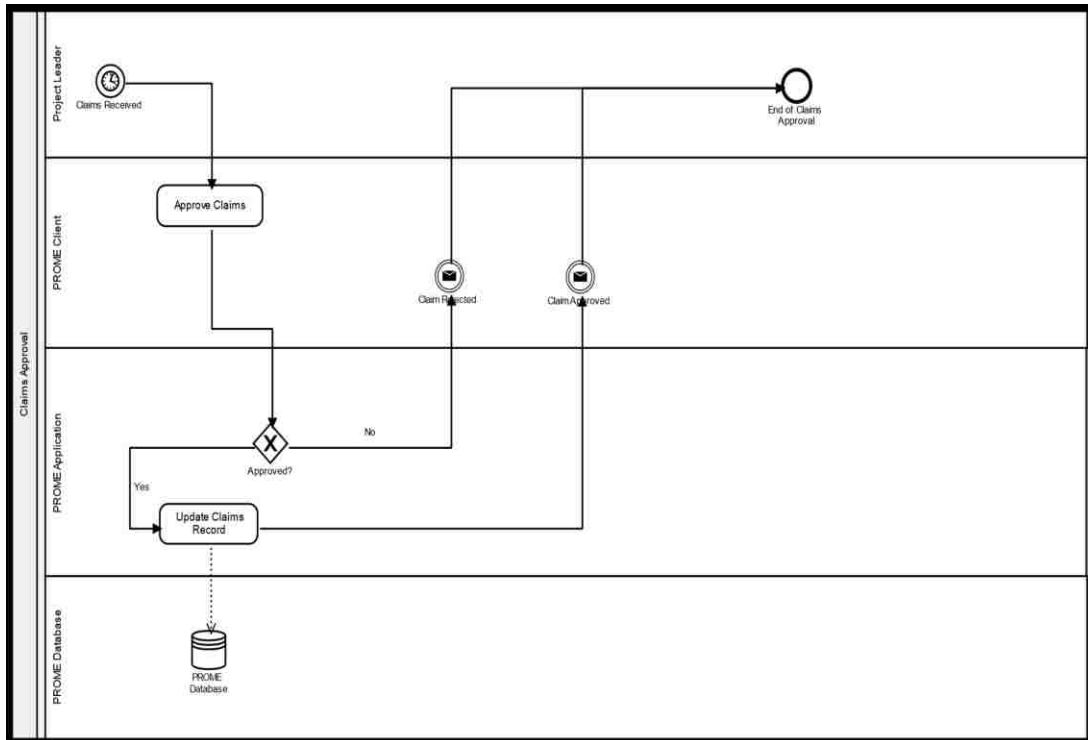 Claims Approval
Project Leader
Claims Received
End of Claims
Approval
PROME Client
Approve Claims
Claim Rejected
Claim Approved
PROME Application
X
Approved?
No
Yes
Update Claims
Record
PROME Database
PROME
Database